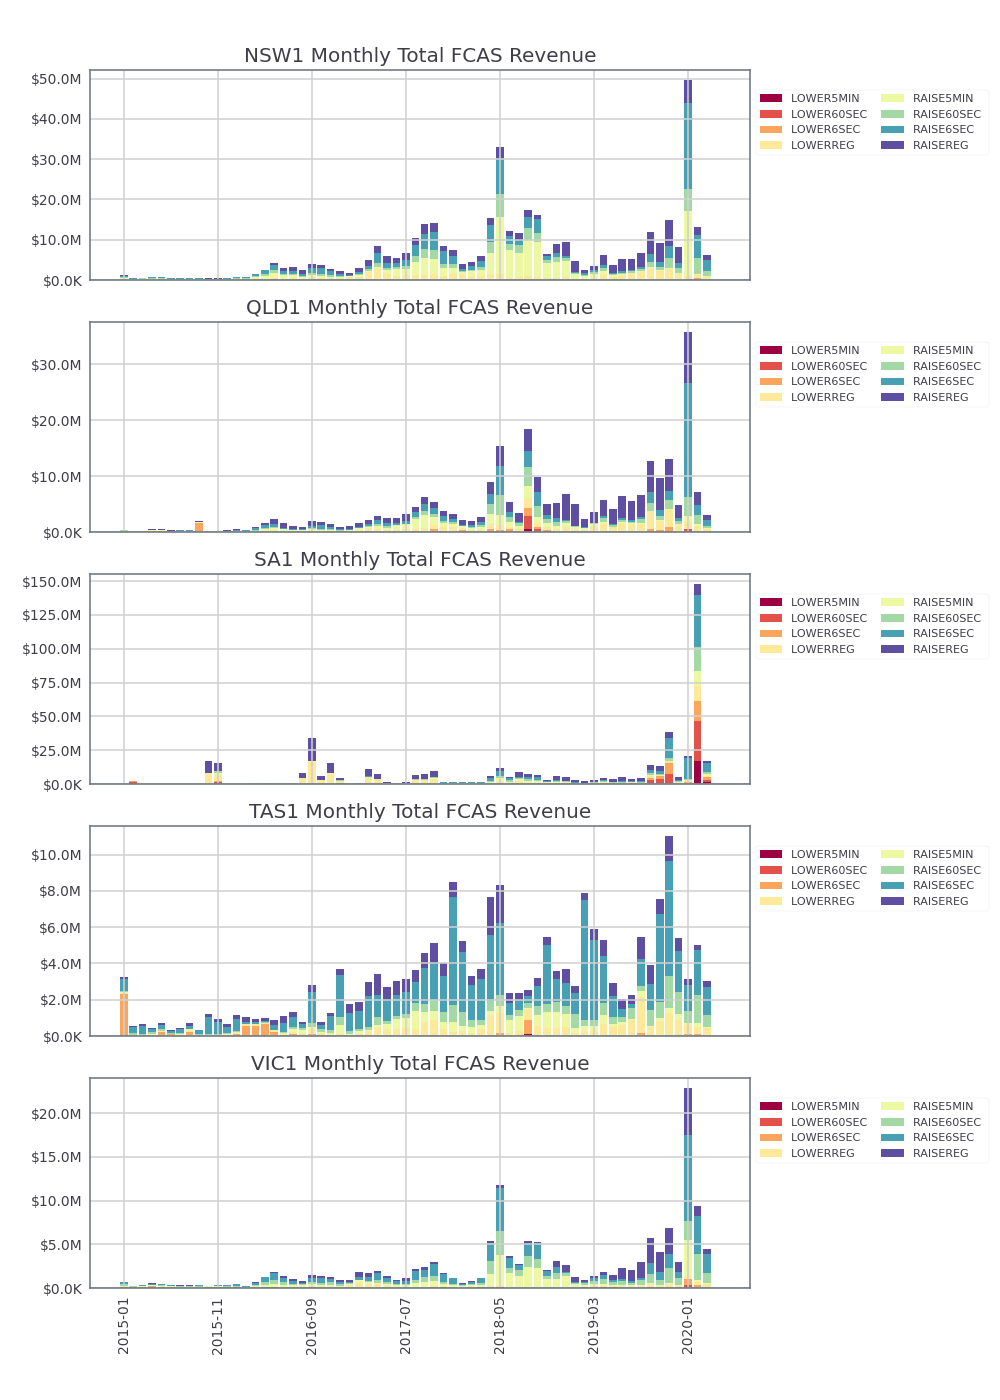 NSW1 Monthly Total FCAS Revenue
$50.0M
$40.0M
$30.0M
$20.0M
$10.0M
$0.0K
LOWER5MIN RAISE5MIN
LOWER60SEC RAISE60SEC
LOWER6SEC RAISE6SEC
LOWERREG RAISEREG
QLD1 Monthly Total FCAS Revenue
$30.0M
$20.0M
$10.0M
$0.0K
LOWER5MIN RAISE5MIN
LOWER60SEC RAISE60SEC
LOWER6SEC RAISE6SEC
LOWERREG RAISEREG
SA1 Monthly Total FCAS Revenue
$150.0M
$125.0M
$100.0M
$75.0M
$50.0M
$25.0M
$0.0K
LOWER5MIN RAISE5MIN
LOWER60SEC RAISE60SEC
LOWER6SEC RAISE6SEC
LOWERREG RAISEREG
TAS1 Monthly Total FCAS Revenue
$10.0M
$8.0M
$6.0M
$4.0M
$2.0M
$0.0K
LOWER5MIN RAISE5MIN
LOWER60SEC RAISE60SEC
LOWER6SEC RAISE6SEC
LOWERREG RAISEREG
VIC1 Monthly Total FCAS Revenue
$20.0M
$15.0M
$10.0M
$5.0M
$0.0K
LOWER5MIN RAISE5MIN
LOWER60SEC RAISE60SEC
LOWER6SEC RAISE6SEC
LOWERREG RAISEREG
2015-01
2015-11
2016-09
2017-07
2018-05
2019-03
2020-01